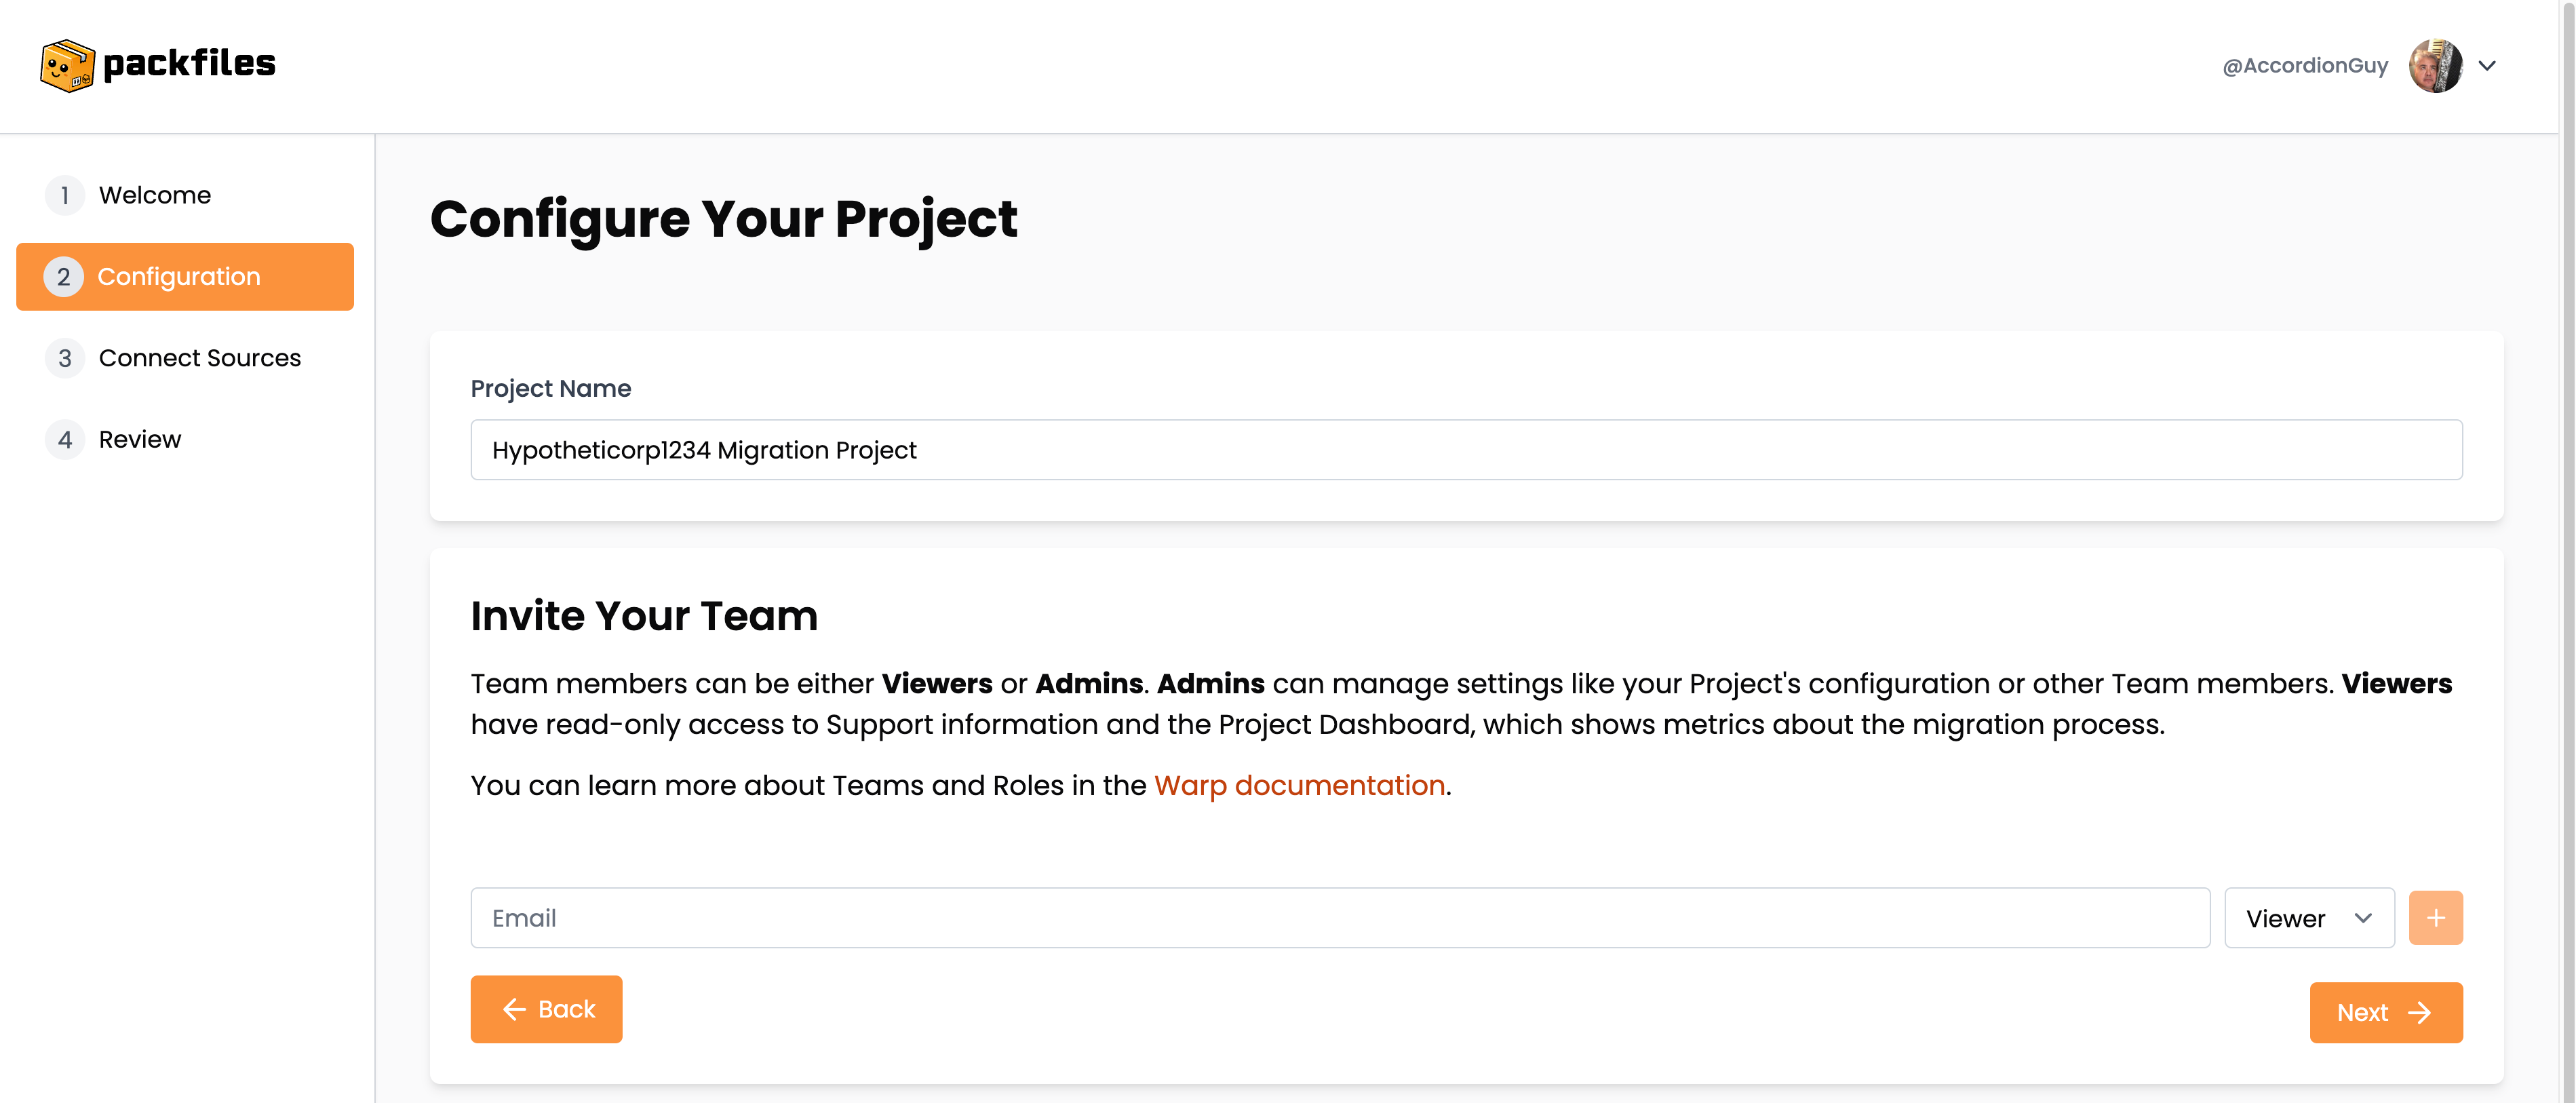 packfiles
@AccordionGuy
1 Welcome
2 Configuration
3 Connect Sources
4 Review
Configure Your Project
Project Name
Hypotheticorp1234 Migration Project
Invite Your Team
Team members can be either Viewers or Admins. Admins can manage settings like your Project's configuration or other Team members. Viewers
have read-only access to Support information and the Project Dashboard, which shows metrics about the migration process.
You can learn more about Teams and Roles in the Warp documentation.
Email
Viewer
+
← Back
Next →